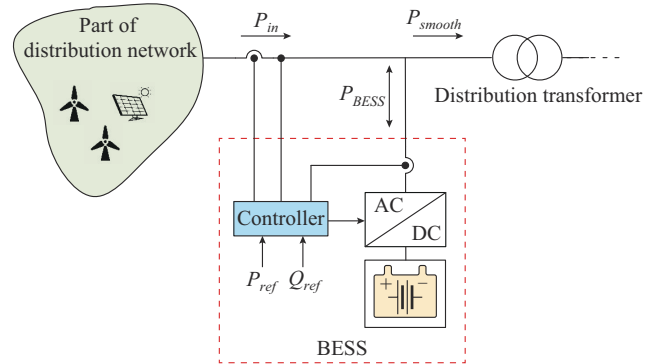 Part of
distribution network
P_in
P_smooth
P_BESS
Distribution transformer
Controller
AC
DC
P_ref
Q_ref
+
−
BESS